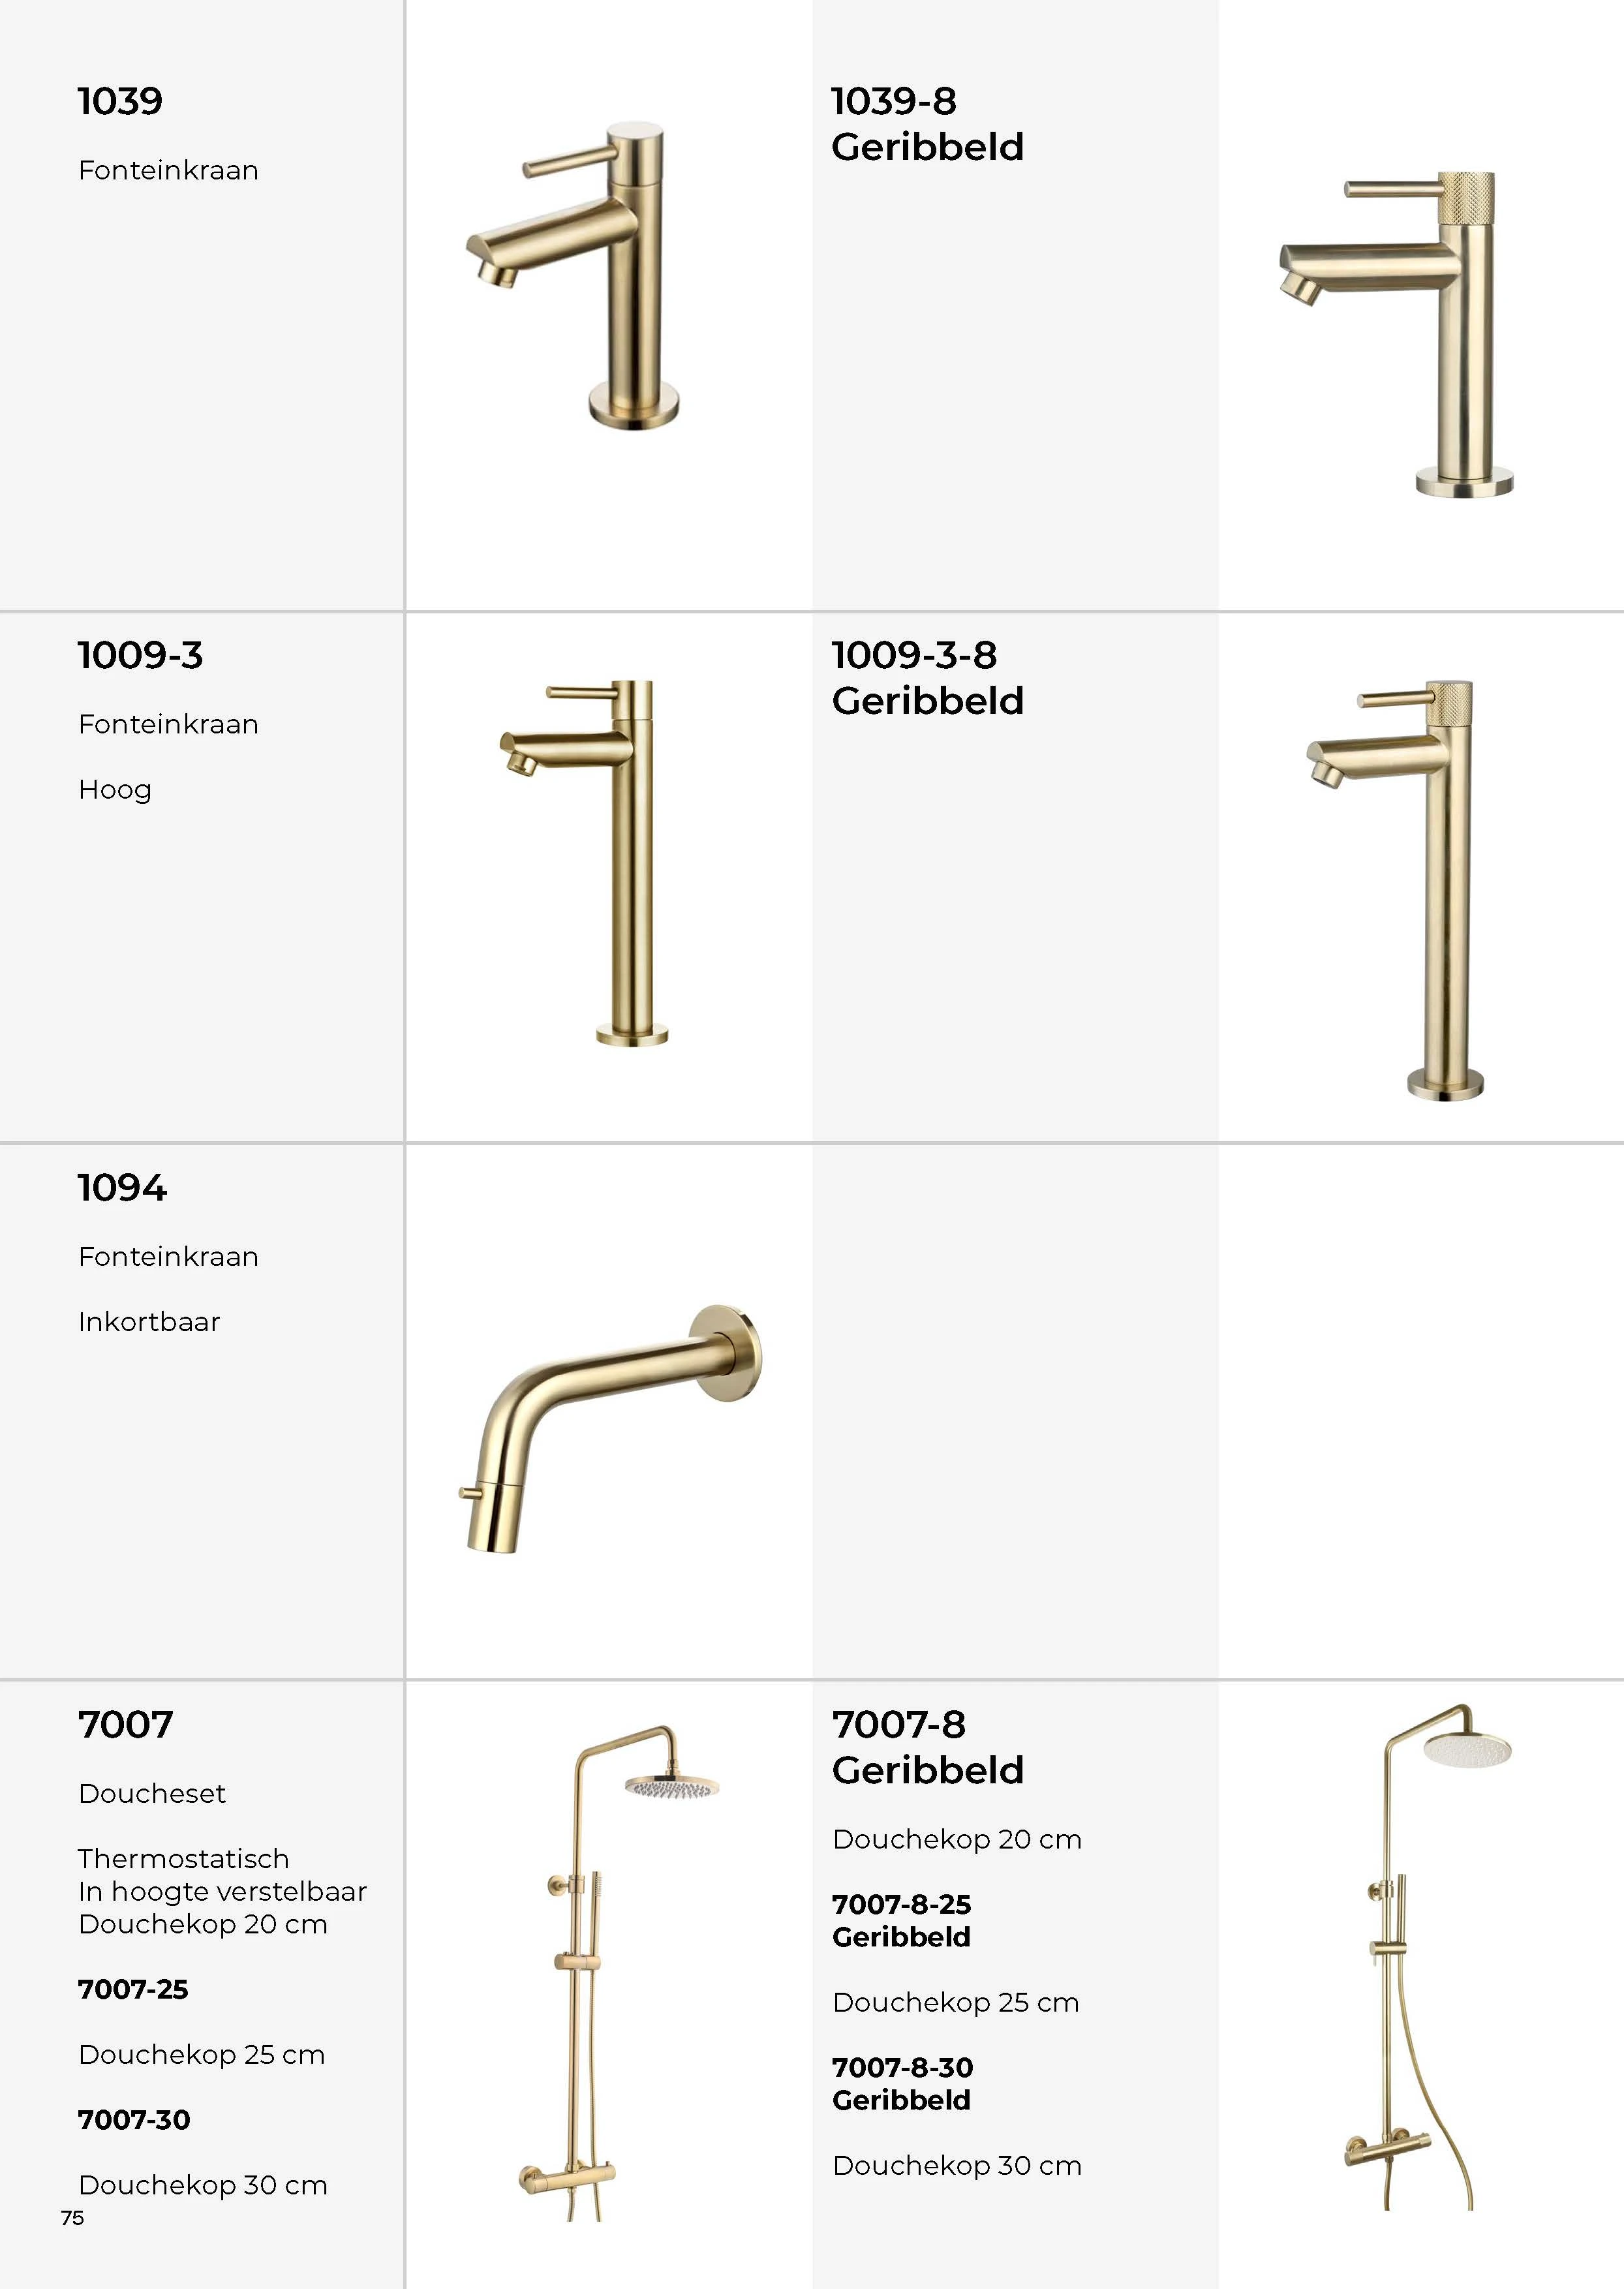 1039
Fonteinkraan
1039-8
Geribbeld
1009-3
Fonteinkraan
Hoog
1009-3-8
Geribbeld
1094
Fonteinkraan
Inkortbaar
7007
Doucheset
Thermostatisch
In hoogte verstelbaar
Douchekop 20 cm
7007-25
Douchekop 25 cm
7007-30
Douchekop 30 cm
7007-8
Geribbeld
Douchekop 20 cm
7007-8-25
Geribbeld
Douchekop 25 cm
7007-8-30
Geribbeld
Douchekop 30 cm
75